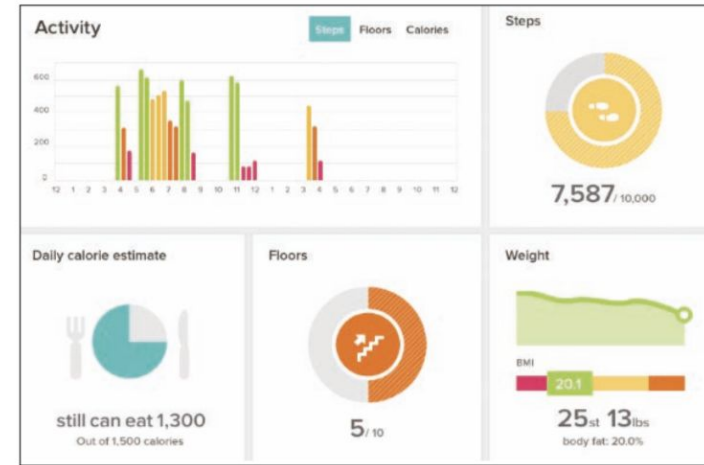 Activity
Steps Floors Calories
600
400
200
0
12 1 2 3 4 5 6 7 8 9 10 11 12 1 2 3 4 5 6 7 8 9 10 11 12
Steps
7,587/10,000
Daily calorie estimate
still can eat 1,300
Out of 1,500 calories
Floors
5/10
Weight
BMI
20.1
25st 13lbs
body fat: 20.0%